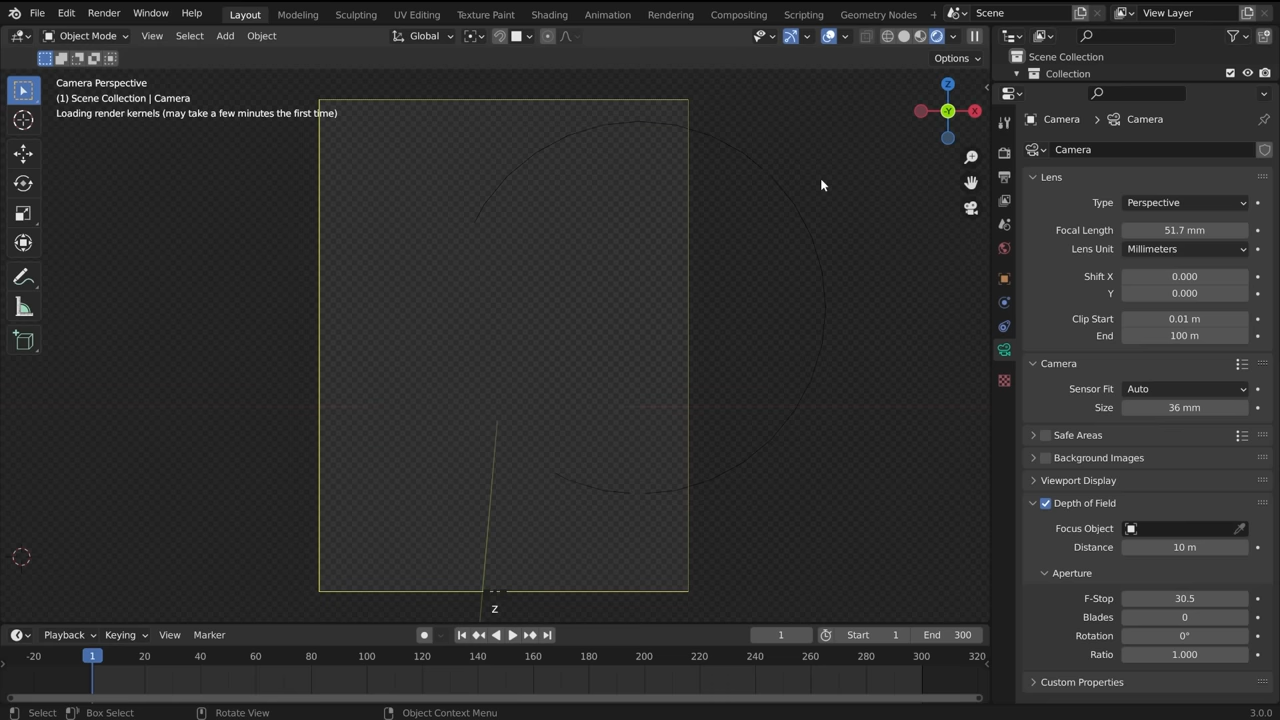 File Edit Render Window Help Layout Modeling Sculpting UV Editing Texture Paint Shading Animation Rendering Compositing Scripting Geometry Nodes + Scene View Layer
Object Mode View Select Add Object Global
Options
Scene Collection
Collection
Camera Perspective
(1) Scene Collection | Camera
Loading render kernels (may take a few minutes the first time)
Z
-Y
X
Camera > Camera
Camera
Lens
Type Perspective
Focal Length 51.7 mm
Lens Unit Millimeters
Shift X 0.000
Y 0.000
Clip Start 0.01 m
End 100 m
Camera
Sensor Fit Auto
Size 36 mm
Safe Areas
Background Images
Viewport Display
Depth of Field
Focus Object
Distance 10 m
Aperture
F-Stop 30.5
Blades 0
Rotation 0°
Ratio 1.000
Custom Properties
z
Playback Keying View Marker 1 Start 1 End 300
-20 1 20 40 60 80 100 120 140 160 180 200 220 240 260 280 300 320
Select Box Select Rotate View Object Context Menu 3.0.0